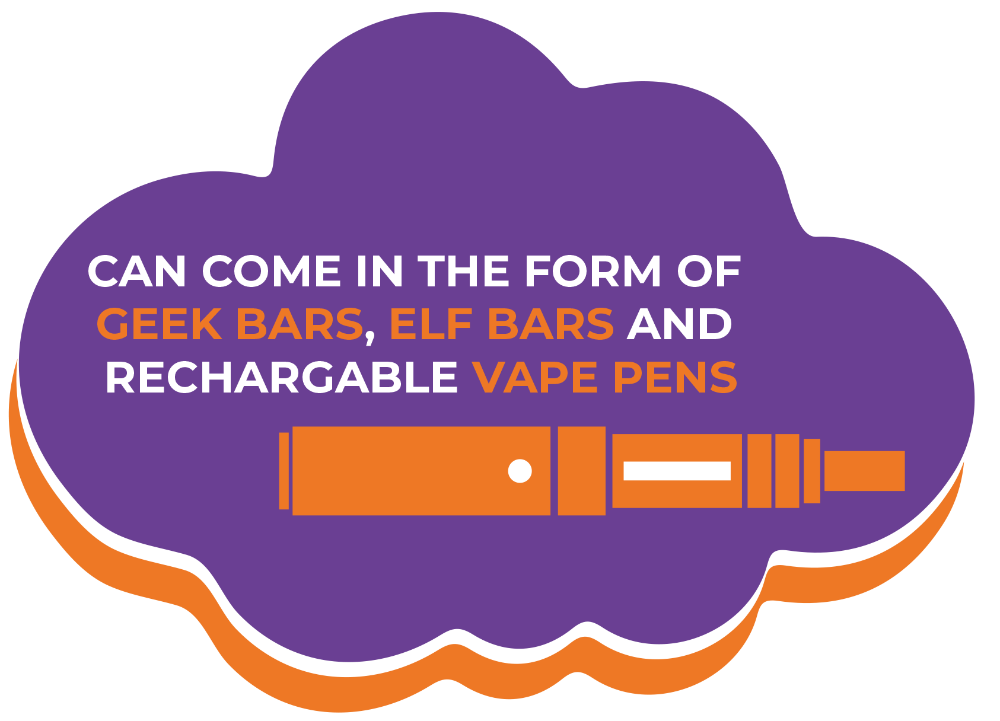 CAN COME IN THE FORM OF
GEEK BARS, ELF BARS AND
RECHARGABLE VAPE PENS